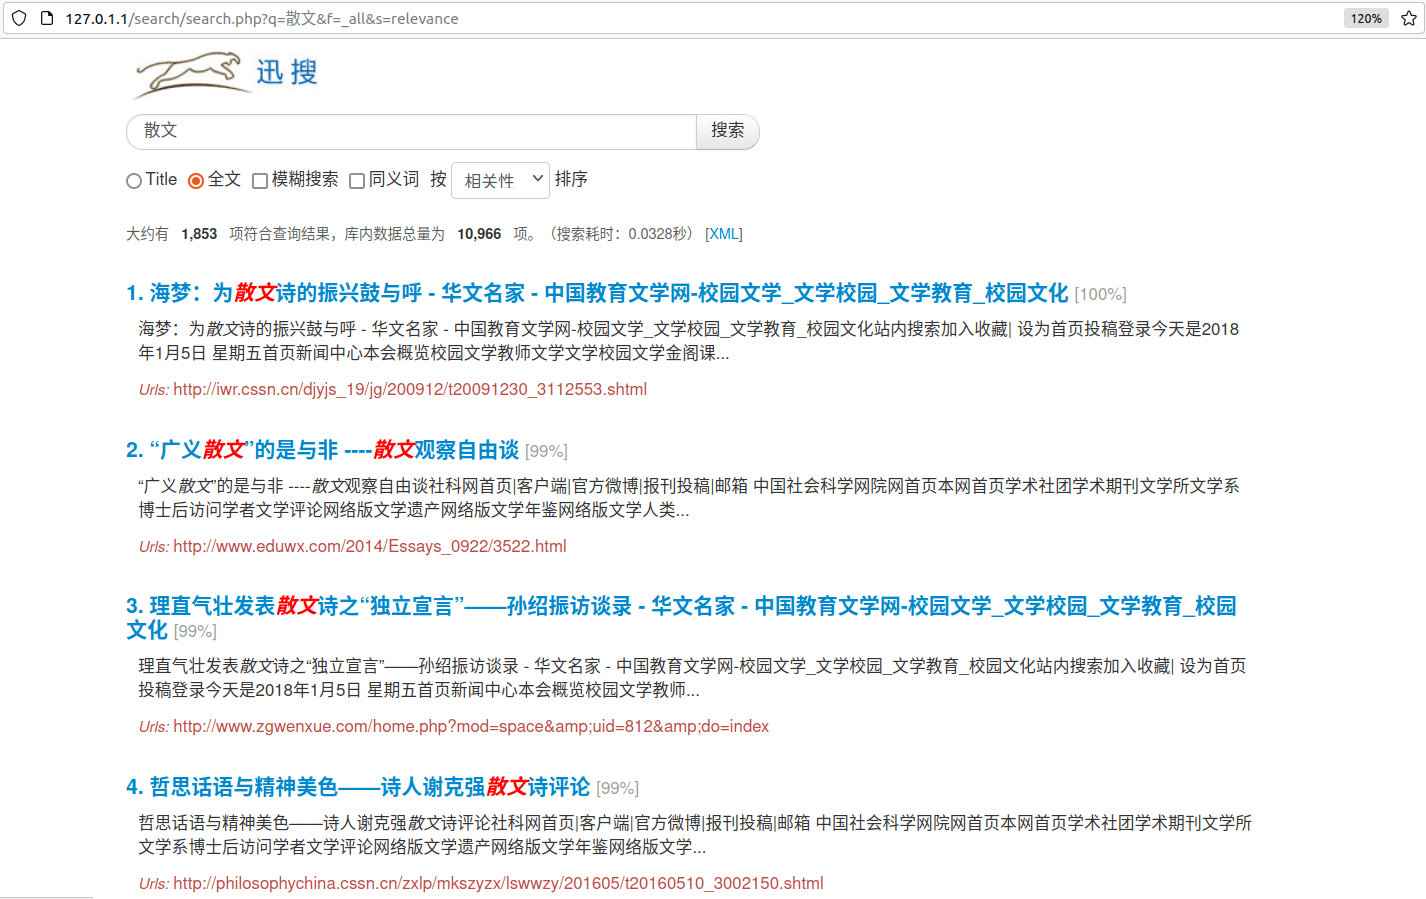 127.0.1.1/search/search.php?q=散文&f=_all&s=relevance
120%
迅搜
散文
搜索
Title 全文 模糊搜索 同义词 按 相关性 排序
大约有 1,853 项符合查询结果，库内数据总量为 10,966 项。（搜索耗时：0.0328秒） [XML]
1. 海梦：为散文诗的振兴鼓与呼 - 华文名家 - 中国教育文学网-校园文学_文学校园_文学教育_校园文化 [100%]
海梦：为散文诗的振兴鼓与呼 - 华文名家 - 中国教育文学网-校园文学_文学校园_文学教育_校园文化站内搜索加入收藏| 设为首页投稿登录今天是2018
年1月5日 星期五首页新闻中心本会概览校园文学教师文学文学校园文学金阁课...
Urls: http://iwr.cssn.cn/djyjs_19/jg/200912/t20091230_3112553.shtml
2. “广义散文”的是与非 ----散文观察自由谈 [99%]
“广义散文”的是与非 ----散文观察自由谈社科网首页|客户端|官方微博|报刊投稿|邮箱 中国社会科学网院网首页本网首页学术社团学术期刊文学所文学系
博士后访问学者文学评论网络版文学遗产网络版文学年鉴网络版文学人类...
Urls: http://www.eduwx.com/2014/Essays_0922/3522.html
3. 理直气壮发表散文诗之“独立宣言”——孙绍振访谈录 - 华文名家 - 中国教育文学网-校园文学_文学校园_文学教育_校园
文化 [99%]
理直气壮发表散文诗之“独立宣言”——孙绍振访谈录 - 华文名家 - 中国教育文学网-校园文学_文学校园_文学教育_校园文化站内搜索加入收藏| 设为首页
投稿登录今天是2018年1月5日 星期五首页新闻中心本会概览校园文学教师...
Urls: http://www.zgwenxue.com/home.php?mod=space&amp;uid=812&amp;do=index
4. 哲思话语与精神美色——诗人谢克强散文诗评论 [99%]
哲思话语与精神美色——诗人谢克强散文诗评论社科网首页|客户端|官方微博|报刊投稿|邮箱 中国社会科学网院网首页本网首页学术社团学术期刊文学所
文学系博士后访问学者文学评论网络版文学遗产网络版文学年鉴网络版文学...
Urls: http://philosophychina.cssn.cn/zxlp/mkszyzx/lswwzy/201605/t20160510_3002150.shtml